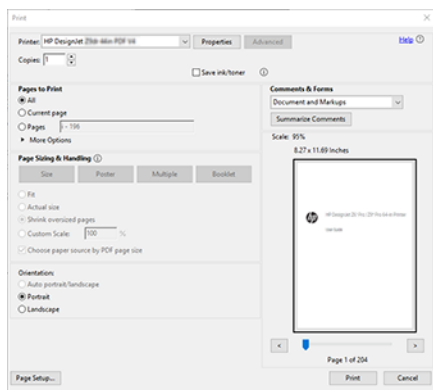 Print
Printer: HP DesignJet Properties Advanced Help
Copies: 1
Save ink/toner
Pages to Print
All
Current page
Pages - 196
More Options
Page Sizing & Handling
Size Poster Multiple Booklet
Fit
Actual size
Shrink oversized pages
Custom Scale: 100 %
Choose paper source by PDF page size
Orientation:
Auto portrait/landscape
Portrait
Landscape
Comments & Forms
Document and Markups
Summarize Comments
Scale: 95%
8.27 x 11.69 Inches
hp
< >
Page 1 of 204
Page Setup... Print Cancel